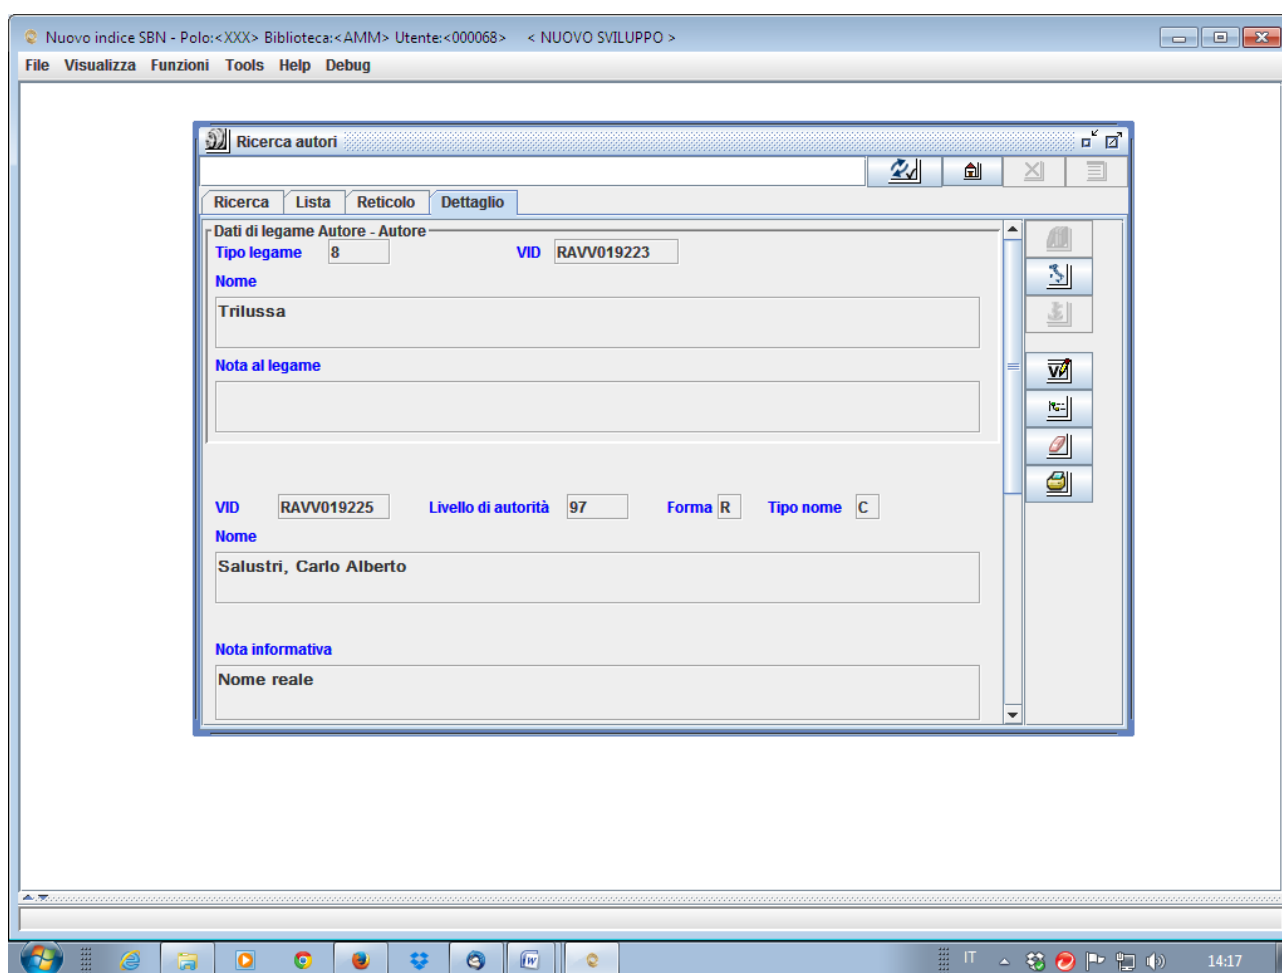 Nuovo indice SBN - Polo:<XXX> Biblioteca:<AMM> Utente:<000068> < NUOVO SVILUPPO >
File Visualizza Funzioni Tools Help Debug
Ricerca autori
Ricerca Lista Reticolo Dettaglio
Dati di legame Autore - Autore
Tipo legame 8 VID RAVV019223
Nome
Trilussa
Nota al legame
VID RAVV019225 Livello di autorità 97 Forma R Tipo nome C
Nome
Salustri, Carlo Alberto
Nota informativa
Nome reale
IT 14:17